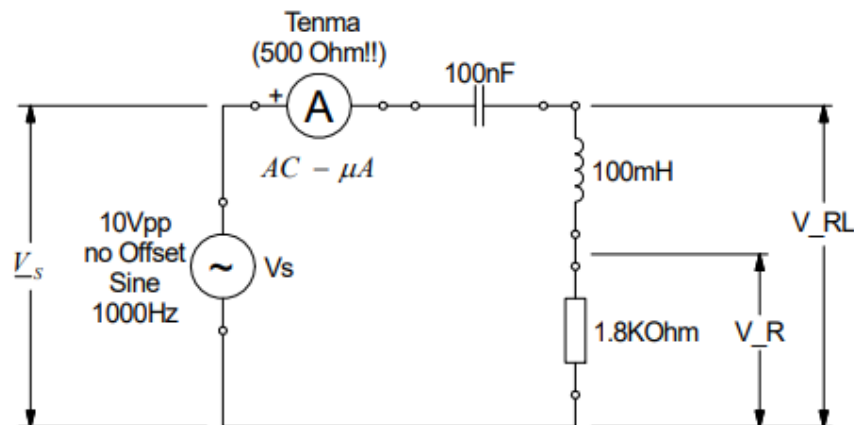 Tenma
(500 Ohm!!)
100nF
+
A
AC – μA
100mH
V_RL
10Vpp
no Offset
Sine
1000Hz
V_S
~
Vs
1.8KOhm
V_R